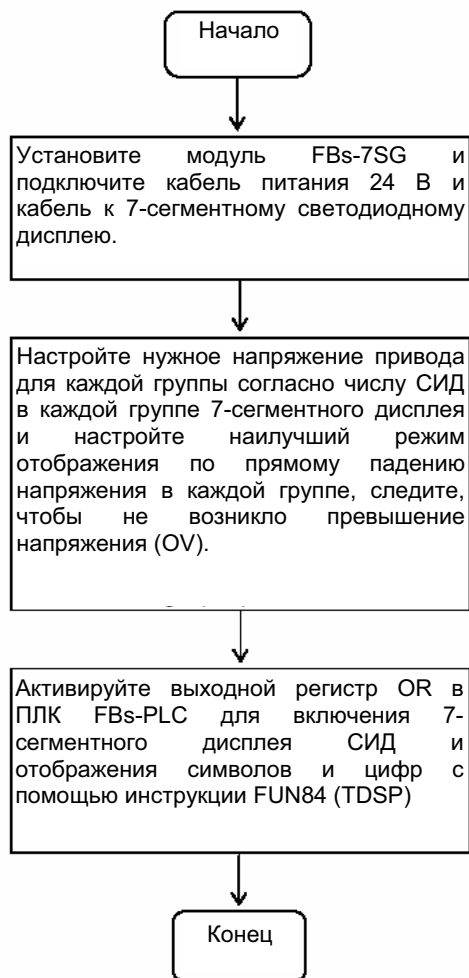 Начало
Установите модуль FBs-7SG и
подключите кабель питания 24 В и
кабель к 7-сегментному светодиодному
дисплею.
Настройте нужное напряжение привода
для каждой группы согласно числу СИД
в каждой группе 7-сегментного дисплея
и настройте наилучший режим
отображения по прямому падению
напряжения в каждой группе, следите,
чтобы не возникло превышение
напряжения (OV).
Активируйте выходной регистр OR в
ПЛК FBs-PLC для включения 7-
сегментного дисплея СИД и
отображения символов и цифр с
помощью инструкции FUN84 (TDSP)
Конец